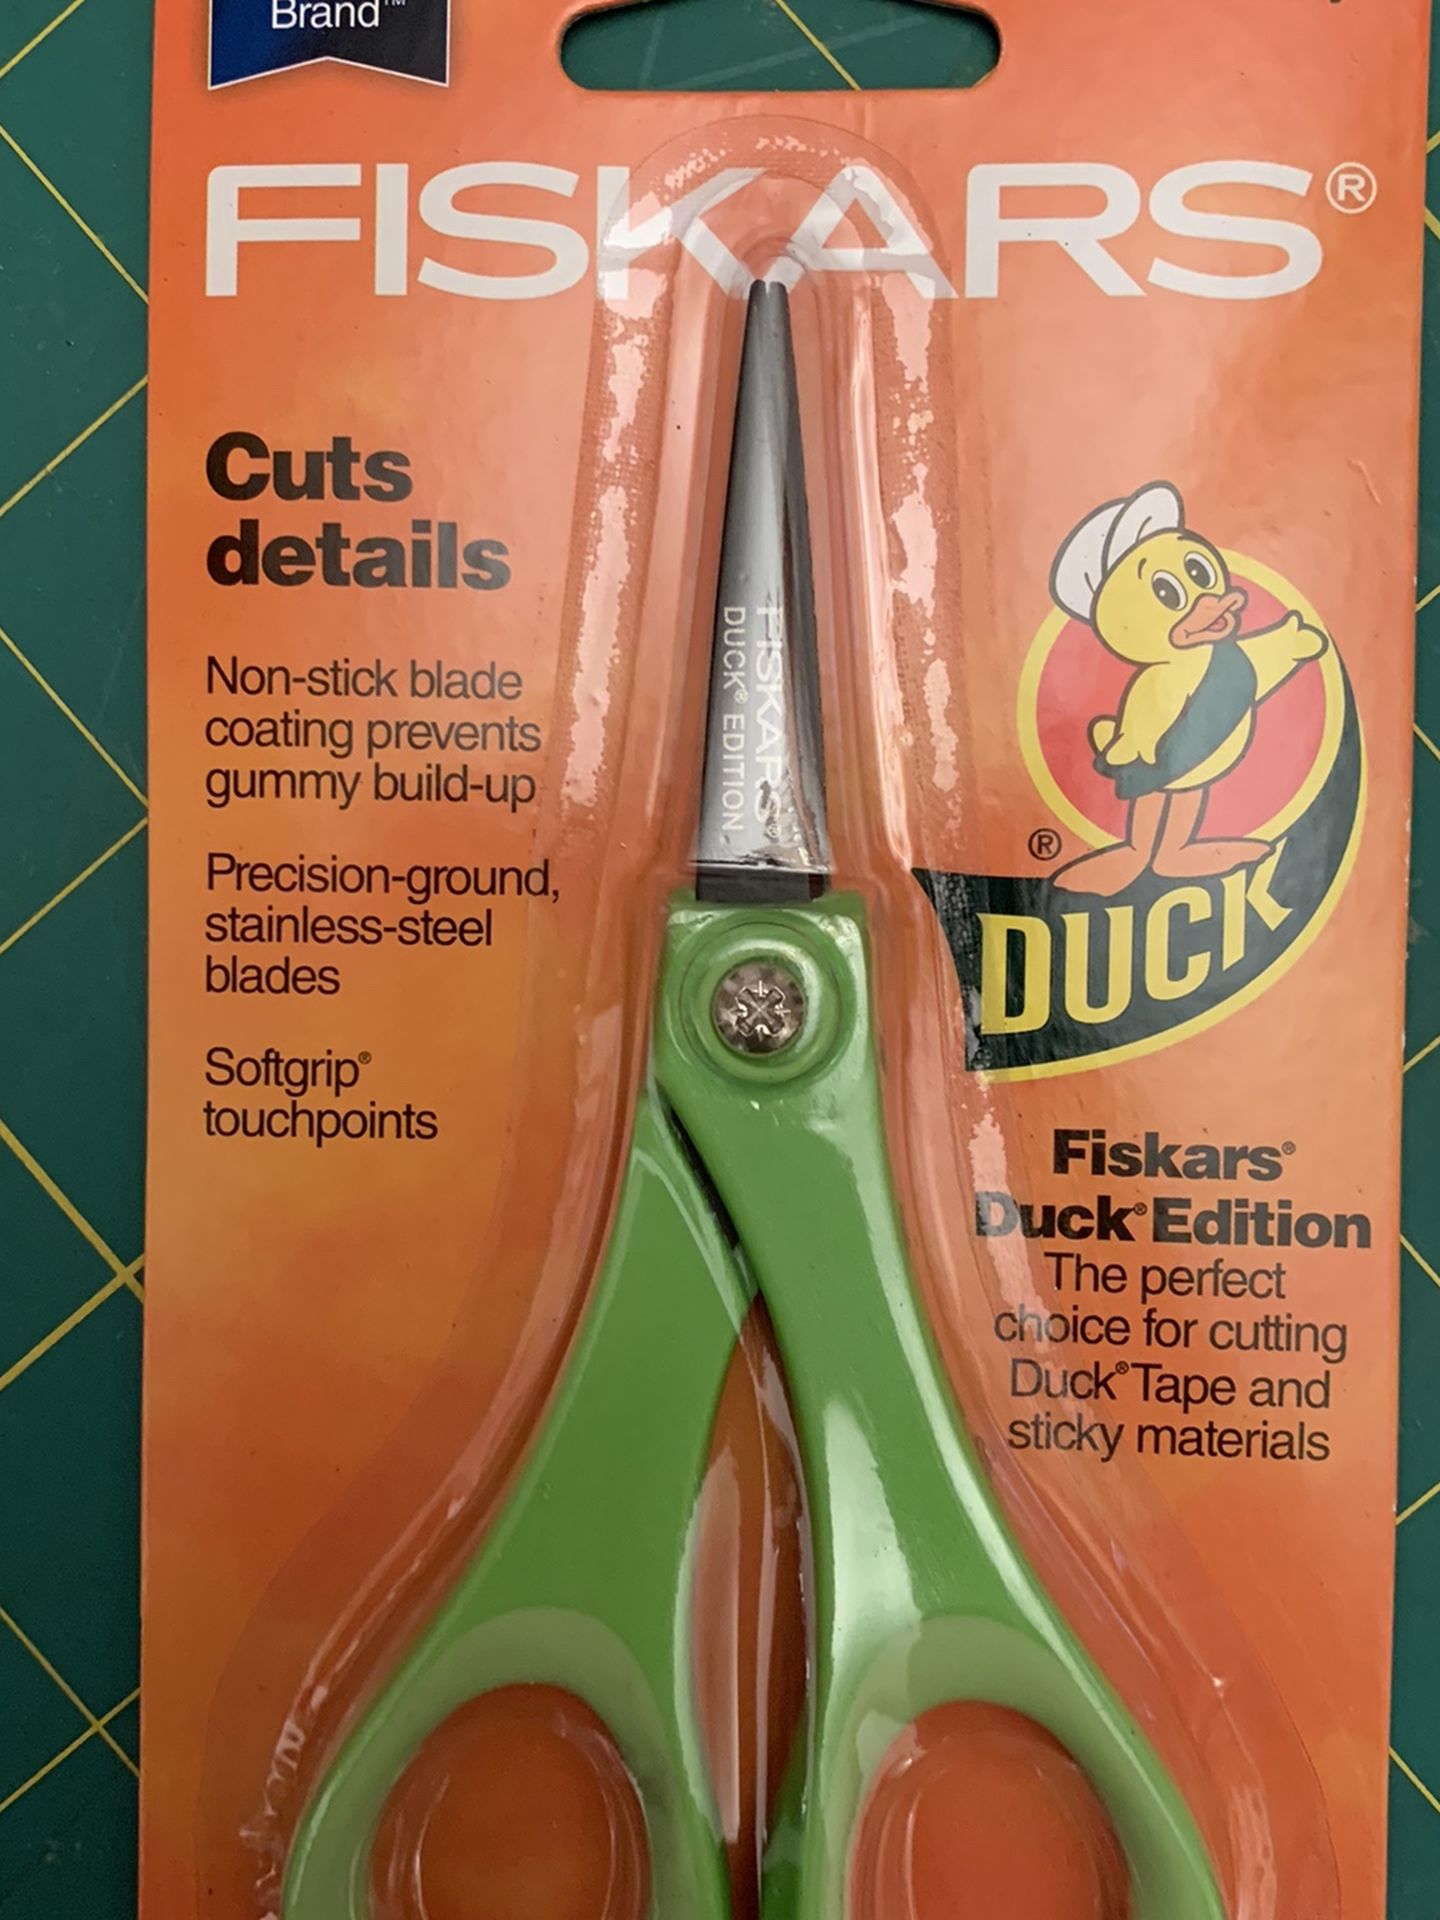 Brand™
FISKARS®
Cuts
details
Non-stick blade
coating prevents
gummy build-up
Precision-ground,
stainless-steel
blades
Softgrip®
touchpoints
FISKARS®
DUCK® EDITION
®
DUCK
Fiskars®
Duck® Edition
The perfect
choice for cutting
Duck® Tape and
sticky materials